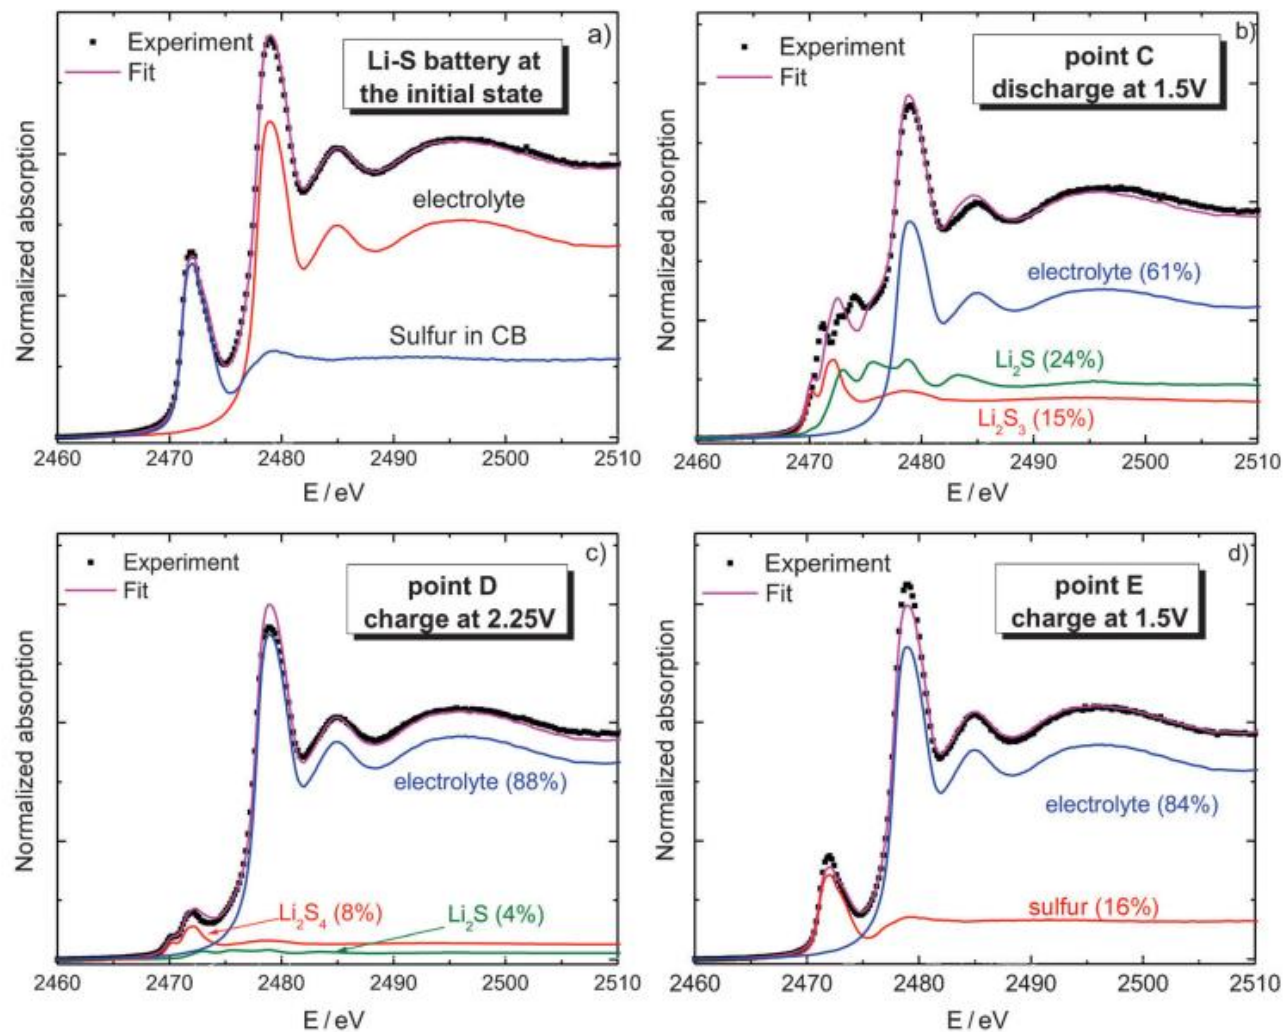 a)
Experiment
Fit
Li-S battery at
the initial state
electrolyte
Sulfur in CB
Normalized absorption
2460 2470 2480 2490 2500 2510
E / eV
b)
Experiment
Fit
point C
discharge at 1.5V
electrolyte (61%)
Li₂S (24%)
Li₂S₃ (15%)
Normalized absorption
2460 2470 2480 2490 2500 2510
E / eV
c)
Experiment
Fit
point D
charge at 2.25V
electrolyte (88%)
Li₂S₄ (8%)
Li₂S (4%)
Normalized absorption
2460 2470 2480 2490 2500 2510
E / eV
d)
Experiment
Fit
point E
charge at 1.5V
electrolyte (84%)
sulfur (16%)
Normalized absorption
2460 2470 2480 2490 2500 2510
E / eV